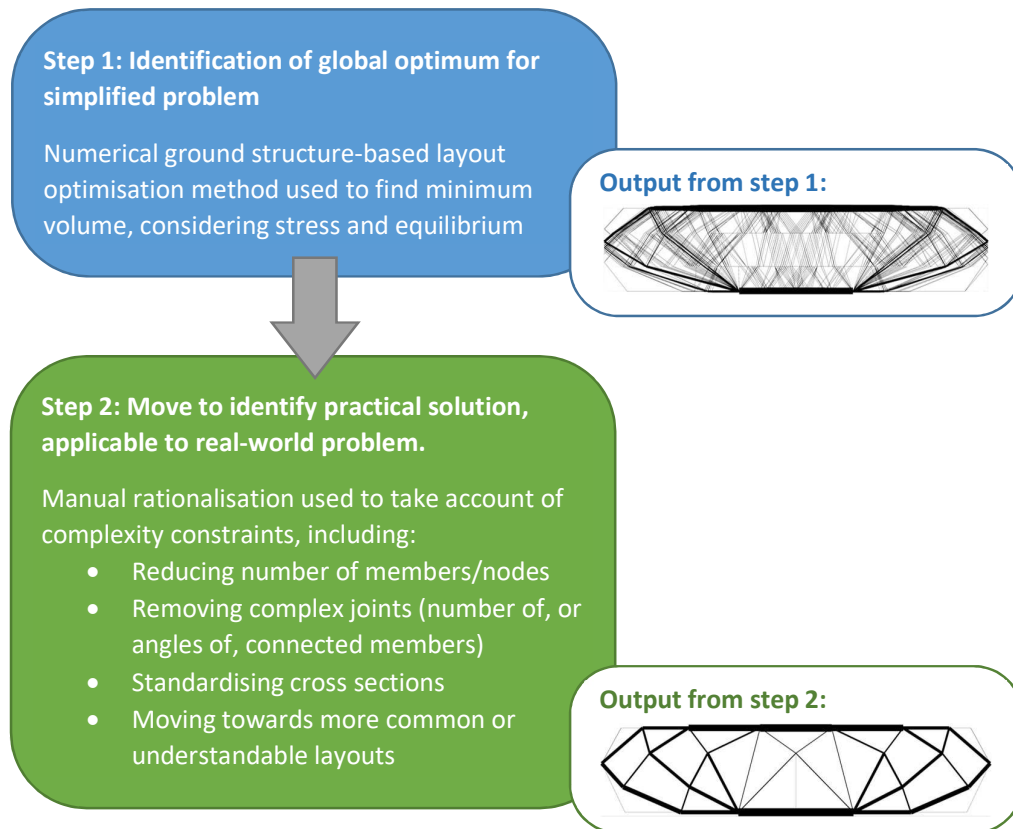 Step 1: Identification of global optimum for
simplified problem
Numerical ground structure-based layout
optimisation method used to find minimum
volume, considering stress and equilibrium
Output from step 1:
Step 2: Move to identify practical solution,
applicable to real-world problem.
Manual rationalisation used to take account of
complexity constraints, including:
• Reducing number of members/nodes
• Removing complex joints (number of, or
angles of, connected members)
• Standardising cross sections
• Moving towards more common or
understandable layouts
Output from step 2: